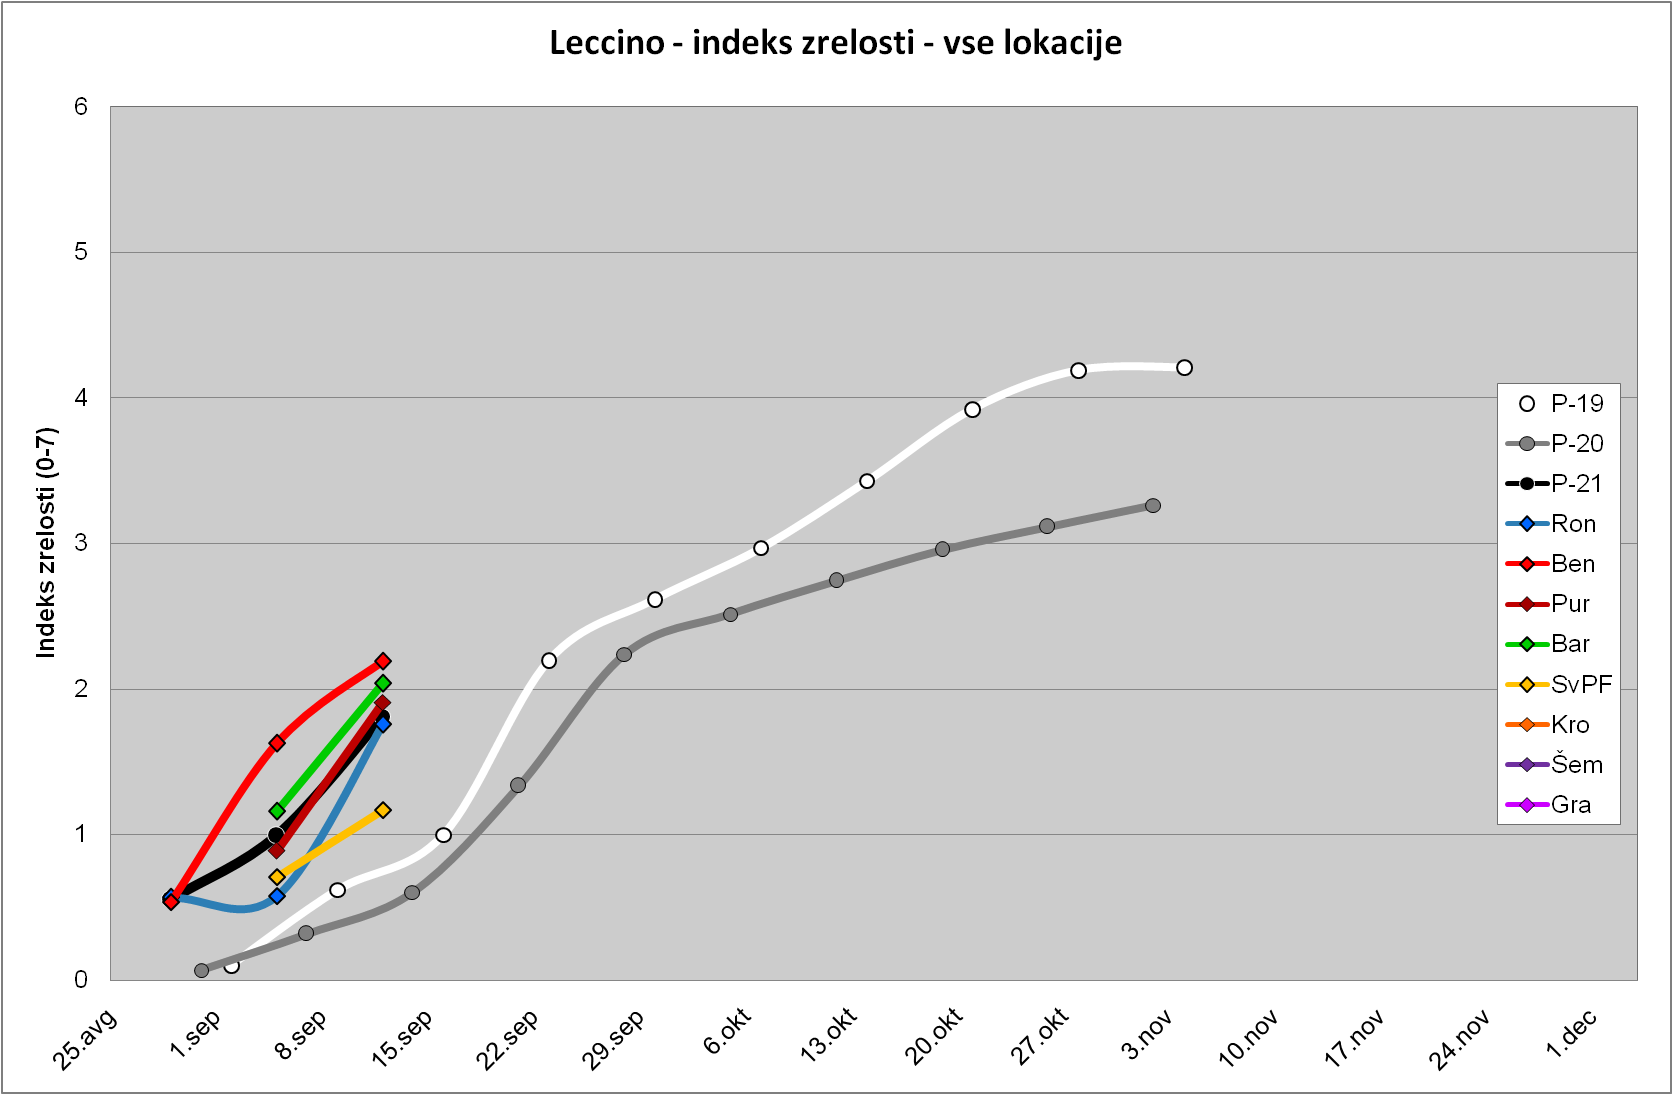 Leccino - indeks zrelosti - vse lokacije
Indeks zrelosti (0-7)
6
5
4
3
2
1
0
25.avg
1.sep
8.sep
15.sep
22.sep
29.sep
6.okt
13.okt
20.okt
27.okt
3.nov
10.nov
17.nov
24.nov
1.dec
P-19
P-20
P-21
Ron
Ben
Pur
Bar
SvPF
Kro
Šem
Gra